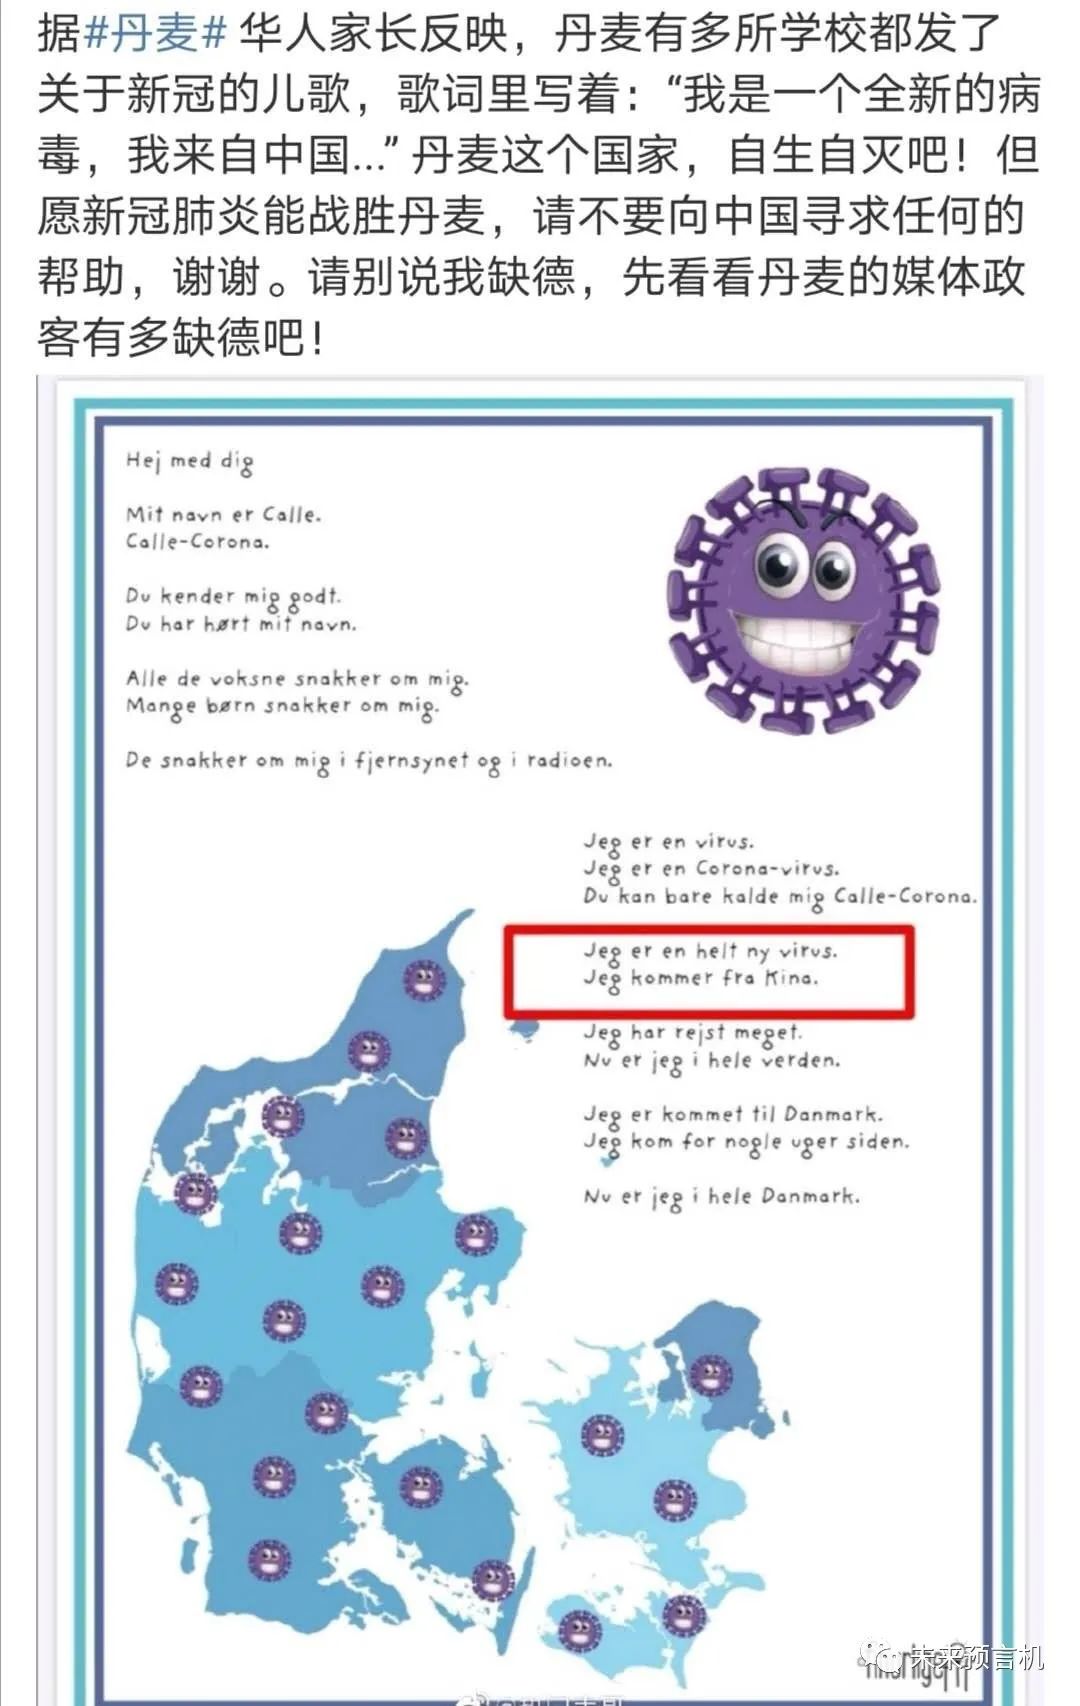 据#丹麦# 华人家长反映，丹麦有多所学校都发了
关于新冠的儿歌，歌词里写着：“我是一个全新的病
毒，我来自中国...” 丹麦这个国家，自生自灭吧！但
愿新冠肺炎能战胜丹麦，请不要向中国寻求任何的
帮助，谢谢。请别说我缺德，先看看丹麦的媒体政
客有多缺德吧！
Hej med dig
Mit navn er Calle.
Calle-Corona.
Du kender mig godt.
Du har hørt mit navn.
Alle de voksne snakker om mig.
Mange børn snakker om mig.
De snakker om mig i fjernsynet og i radioen.
Jeg er en virus.
Jeg er en Corona-virus.
Du kan bare kalde mig Calle-Corona.
Jeg er en helt ny virus.
Jeg kommer fra Kina.
Jeg har rejst meget.
Nu er jeg i hele verden.
Jeg er kommet til Danmark.
Jeg kom for nogle uger siden.
Nu er jeg i hele Danmark.
未来预言机